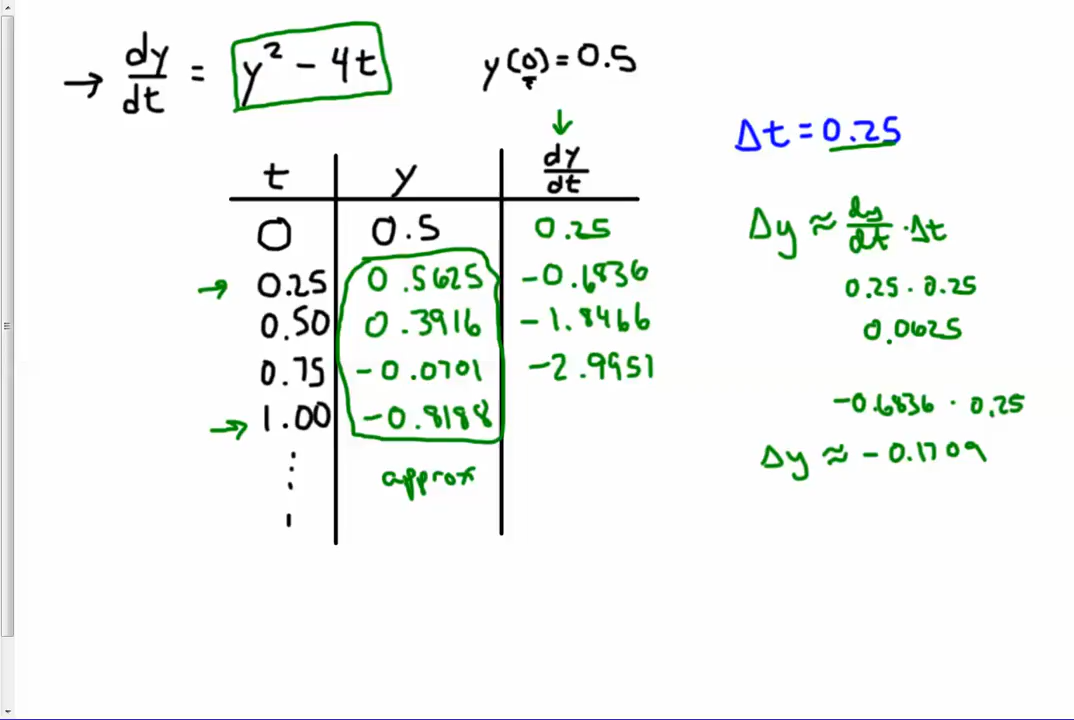 → dy/dt = y² - 4t
y(0) = 0.5
Δt = 0.25
t y dy/dt
0 0.5 0.25
0.25 0.5625 -0.6836
0.50 0.3916 -1.8466
0.75 -0.0701 -2.9951
1.00 -0.8188
approx
Δy ≈ dy/dt · Δt
0.25 · 0.25
0.0625
-0.6836 · 0.25
Δy ≈ -0.1709